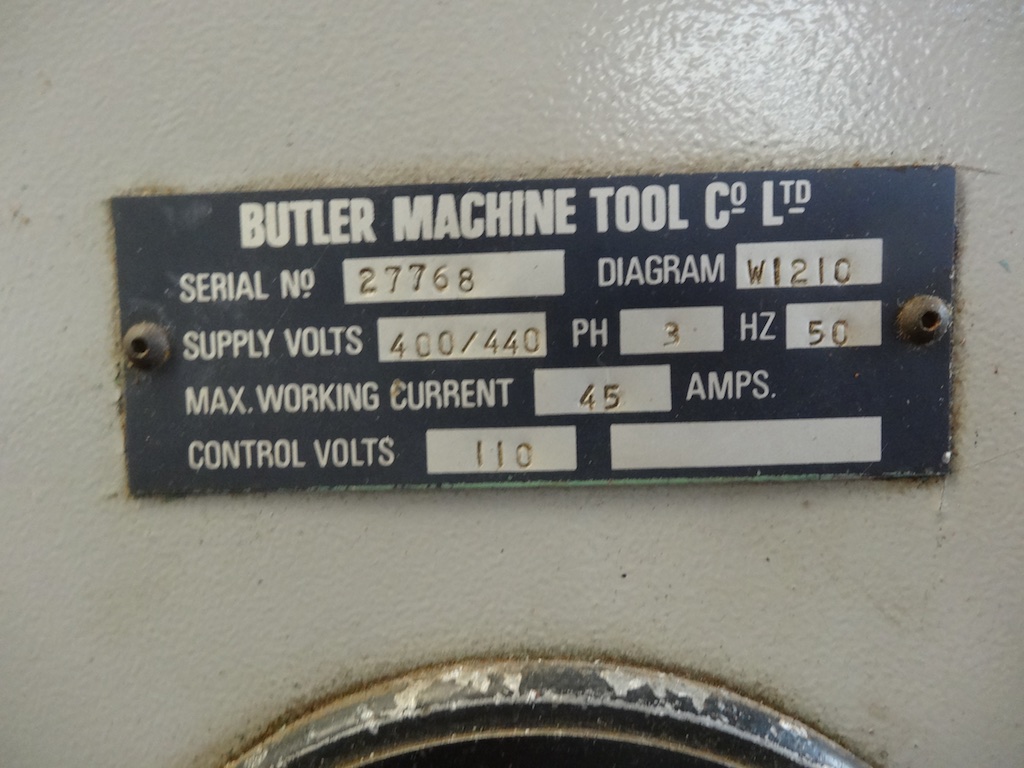 BUTLER MACHINE TOOL Co LTD
SERIAL No 27768 DIAGRAM W1210
SUPPLY VOLTS 400/440 PH 3 HZ 50
MAX. WORKING CURRENT 45 AMPS.
CONTROL VOLTS 110